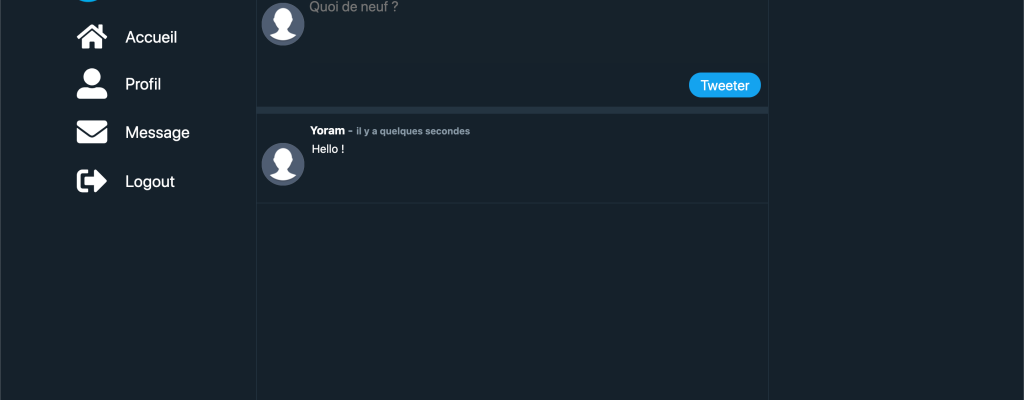 Quoi de neuf ?
Accueil
Profil
Tweeter
Message
Yoram - il y a quelques secondes
Hello !
Logout